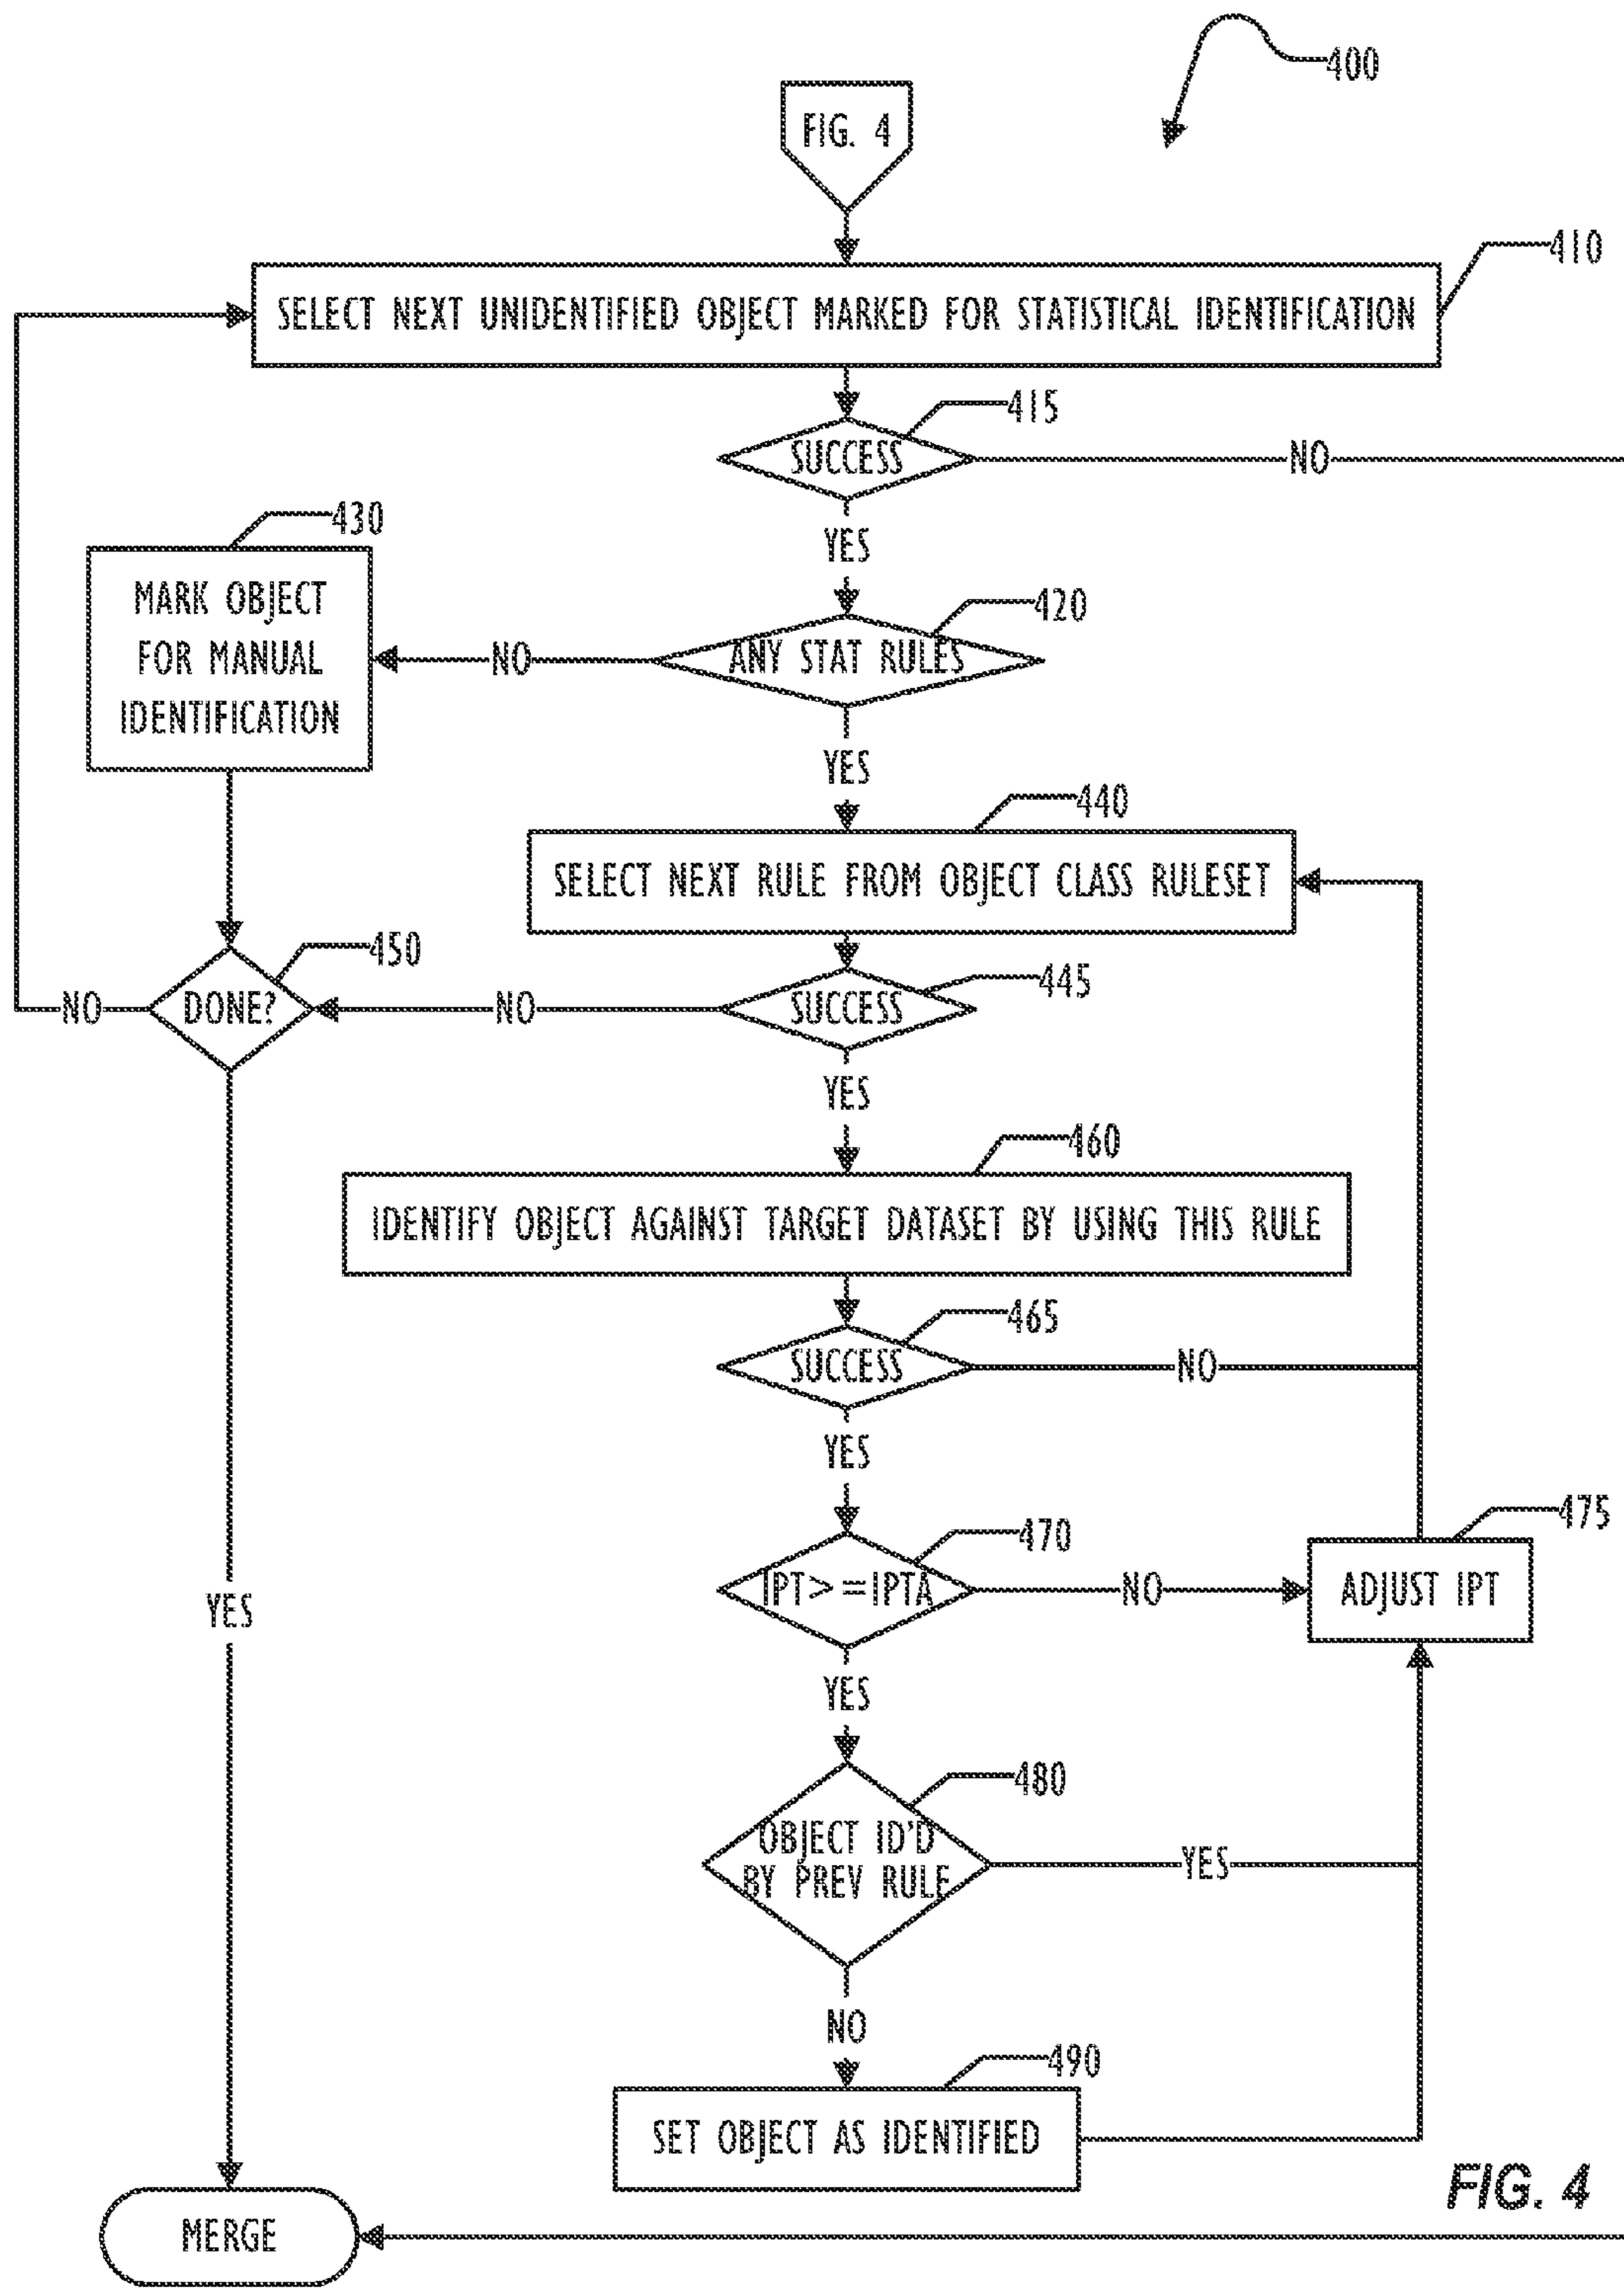 400
FIG. 4
410
SELECT NEXT UNIDENTIFIED OBJECT MARKED FOR STATISTICAL IDENTIFICATION
415
SUCCESS
NO
YES
430
MARK OBJECT
FOR MANUAL
IDENTIFICATION
420
ANY STAT RULES
NO
YES
440
SELECT NEXT RULE FROM OBJECT CLASS RULESET
450
DONE?
NO
445
SUCCESS
NO
YES
460
IDENTIFY OBJECT AGAINST TARGET DATASET BY USING THIS RULE
465
SUCCESS
NO
YES
470
IPT>=IPTA
NO
475
ADJUST IPT
YES
YES
480
OBJECT ID'D
BY PREV RULE
YES
NO
490
SET OBJECT AS IDENTIFIED
MERGE
FIG. 4